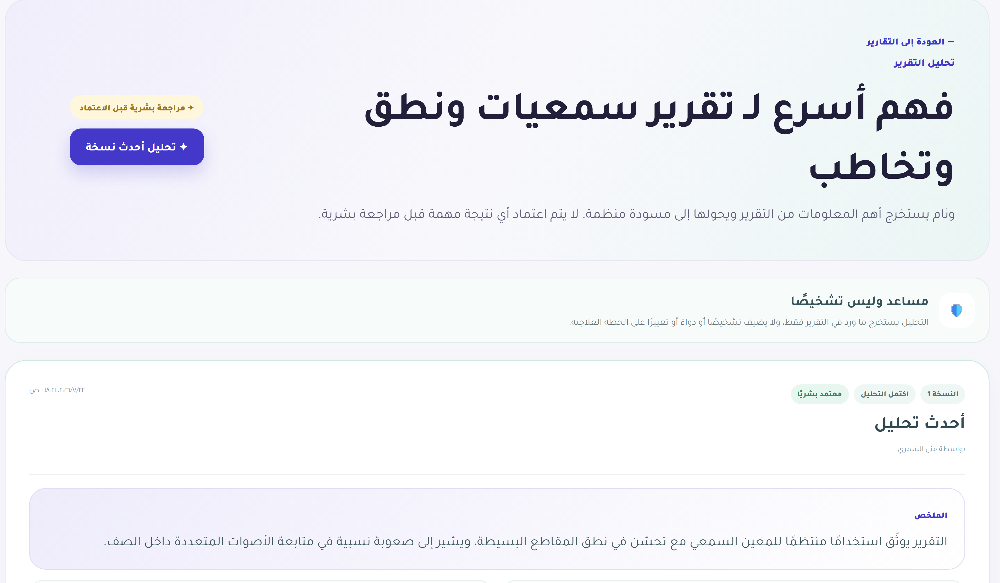 ← العودة إلى التقارير
تحليل التقرير
فهم أسرع لـ تقرير سمعيات ونطق
وتخاطب
وئام يستخرج أهم المعلومات من التقرير ويحولها إلى مسودة منظمة. لا يتم اعتماد أي نتيجة مهمة قبل مراجعة بشرية.
✦ مراجعة بشرية قبل الاعتماد
✦ تحليل أحدث نسخة
مساعد وليس تشخيصًا
التحليل يستخرج ما ورد في التقرير فقط، ولا يضيف تشخيصًا أو دواءً أو تغييرًا على الخطة العلاجية.
النسخة 1
اكتمل التحليل
معتمد بشريًا
٢٠٢٦/٧/٢٢، ١:١٨:٢١ ص
أحدث تحليل
بواسطة منى الشمري
الملخص
التقرير يوثّق استخدامًا منتظمًا للمعين السمعي مع تحسّن في نطق المقاطع البسيطة، ويشير إلى صعوبة نسبية في متابعة الأصوات المتعددة داخل الصف.